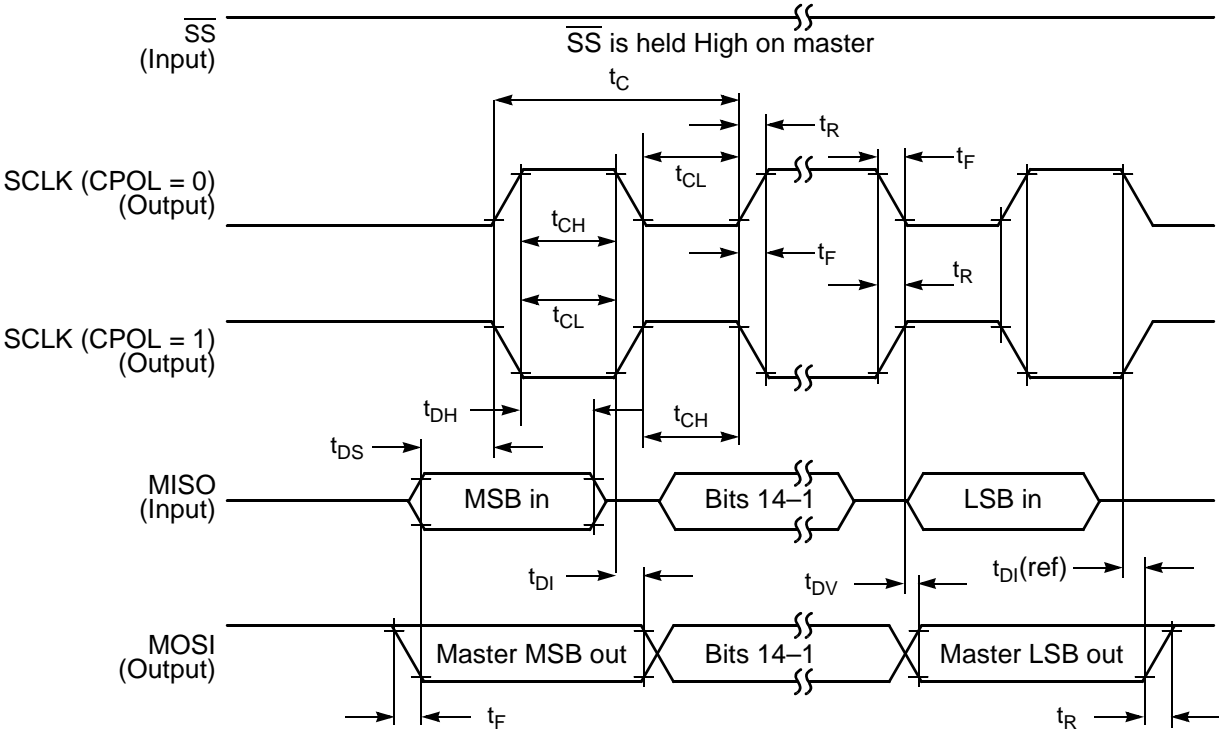 SS
(Input)
SS is held High on master
tC
tR
tF
SCLK (CPOL = 0)
(Output)
tCL
tCH
tF
tR
tCL
SCLK (CPOL = 1)
(Output)
tDH
tCH
tDS
MISO
(Input)
MSB in
Bits 14–1
LSB in
tDI
tDV
tDI(ref)
MOSI
(Output)
Master MSB out
Bits 14–1
Master LSB out
tF
tR